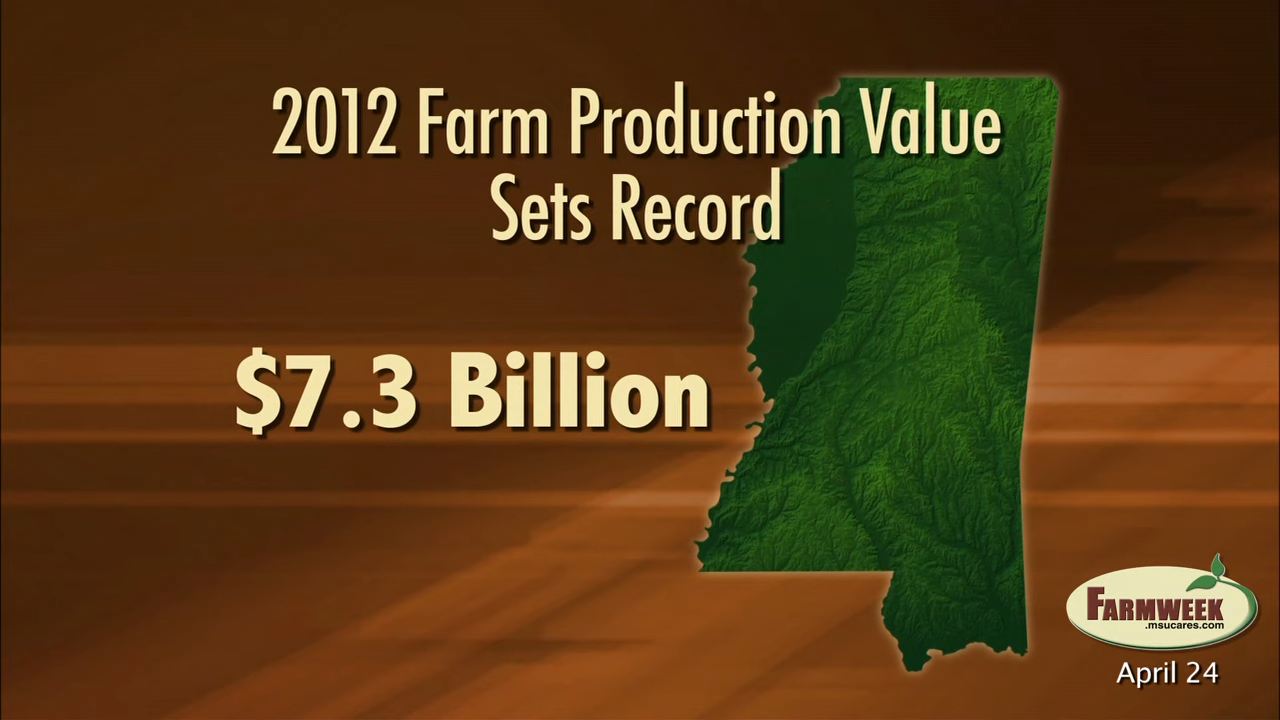 2012 Farm Production Value
Sets Record
$7.3 Billion
FARMWEEK
.msucares.com
April 24